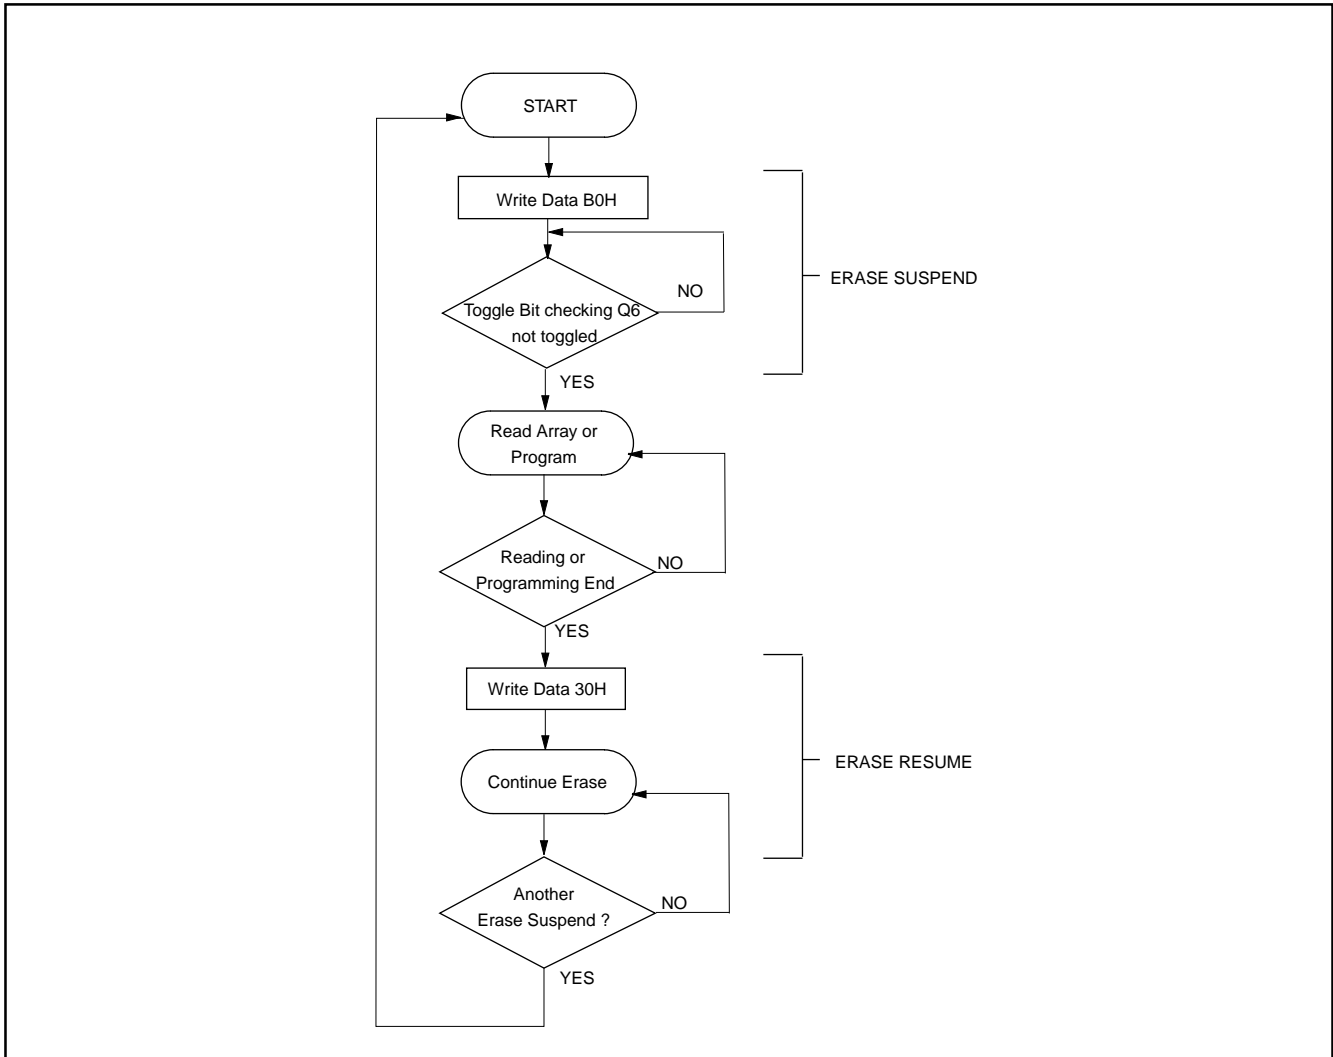 START
Write Data B0H
ERASE SUSPEND
NO
Toggle Bit checking Q6
not toggled
YES
Read Array or
Program
Reading or
NO
Programming End
YES
Write Data 30H
ERASE RESUME
Continue Erase
Another
NO
Erase Suspend ?
YES